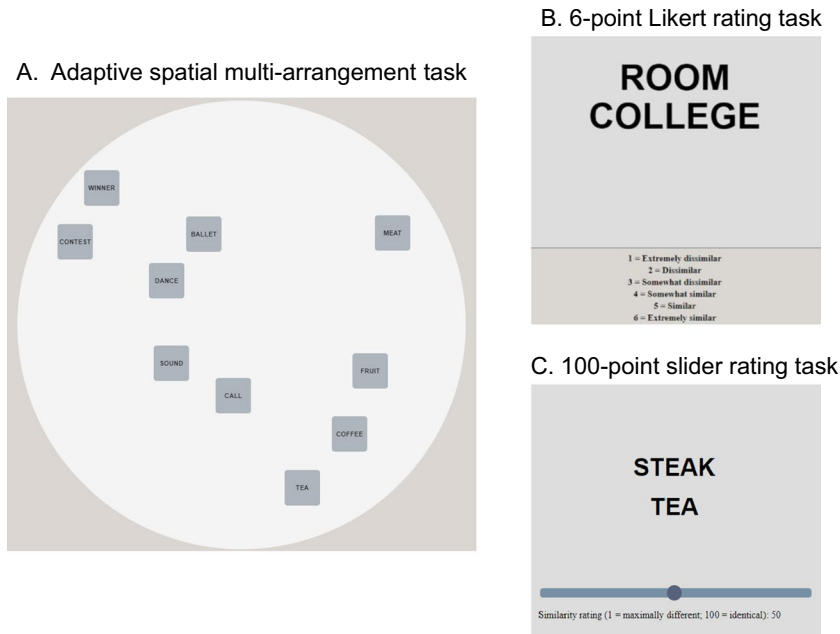 A. Adaptive spatial multi-arrangement task
WINNER
CONTEST
BALLET
MEAT
DANCE
SOUND
FRUIT
CALL
COFFEE
TEA
B. 6-point Likert rating task
ROOM
COLLEGE
1 = Extremely dissimilar
2 = Dissimilar
3 = Somewhat dissimilar
4 = Somewhat similar
5 = Similar
6 = Extremely similar
C. 100-point slider rating task
STEAK
TEA
Similarity rating (1 = maximally different; 100 = identical): 50